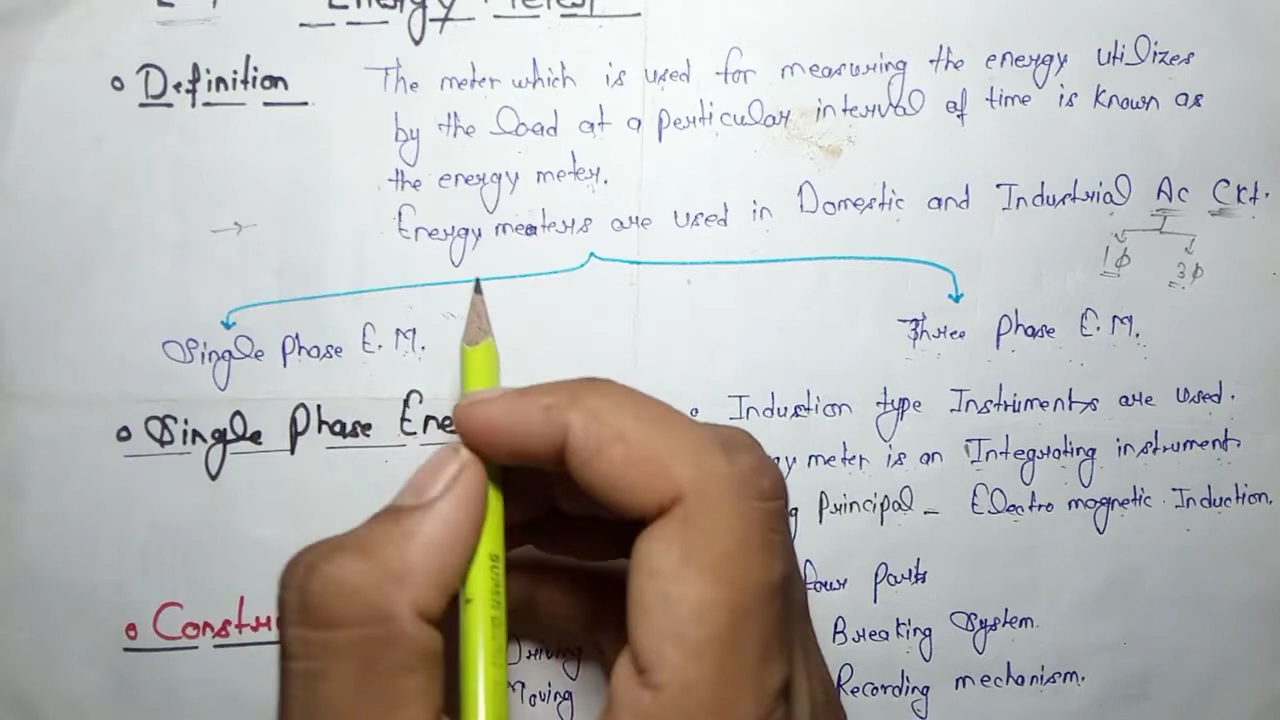 Energy Meter
Definition The meter which is used for measuring the energy utilizes
by the load at a perticular interval of time is known as
the energy meter.
Energy meaters are used in Domestic and Industrial Ac Ckt.
1ϕ 3ϕ
Single Phase E.M. Three Phase E.M.
Single Phase Ene
Induction type Instruments are used.
y meter is an Integrating instrument.
g Principal - Electro magnetic Induction.
Constru
four parts
Driving Breaking System.
Moving Recording mechanism.